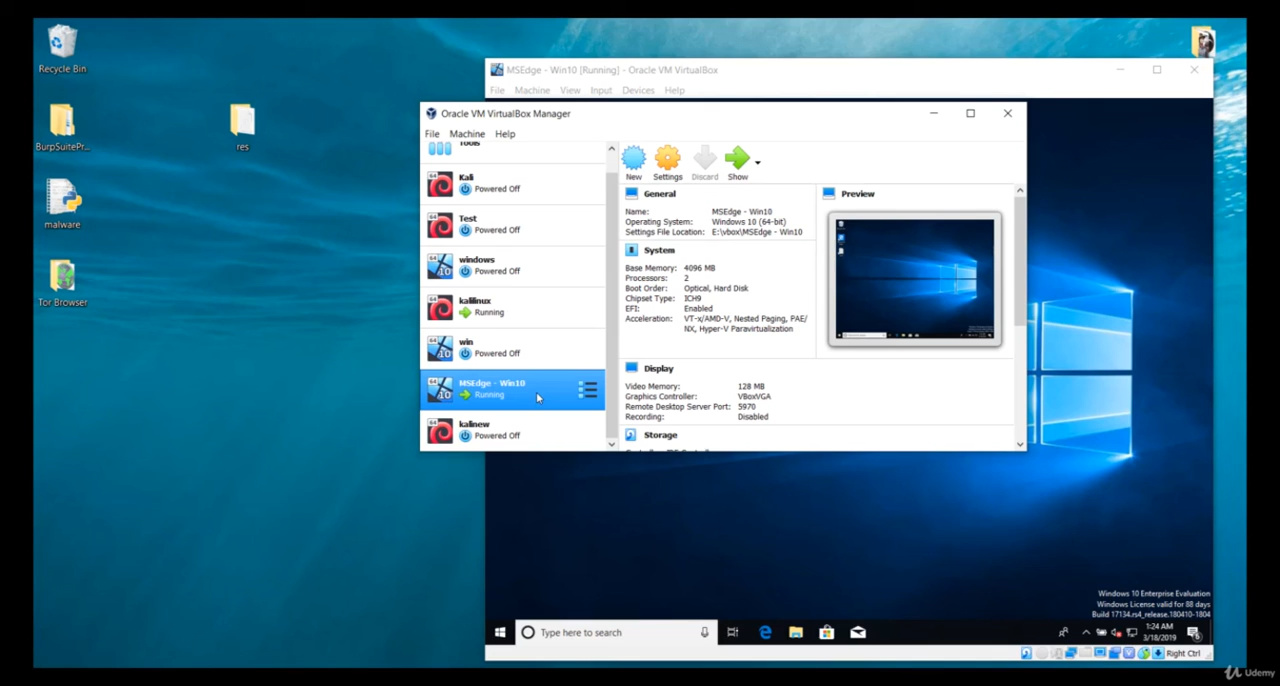 Recycle Bin
BurpSuitePr...
res
malware
Tor Browser
MSEdge - Win10 [Running] - Oracle VM VirtualBox
File Machine View Input Devices Help
Oracle VM VirtualBox Manager
File Machine Help
Tools
Kali
Powered Off
Test
Powered Off
windows
Powered Off
kalilinux
Running
win
Powered Off
MSEdge - Win10
Running
kalinew
Powered Off
New Settings Discard Show
General
Name: MSEdge - Win10
Operating System: Windows 10 (64-bit)
Settings File Location: E:\vbox\MSEdge - Win10
System
Base Memory: 4096 MB
Processors: 2
Boot Order: Optical, Hard Disk
Chipset Type: ICH9
EFI: Enabled
Acceleration: VT-x/AMD-V, Nested Paging, PAE/
NX, Hyper-V Paravirtualization
Display
Video Memory: 128 MB
Graphics Controller: VBoxVGA
Remote Desktop Server Port: 5970
Recording: Disabled
Storage
Preview
Windows 10 Enterprise Evaluation
Windows License valid for 88 days
Build 17134.rs4_release.180410-1804
Type here to search
1:24 AM
3/18/2019
Right Ctrl
Udemy